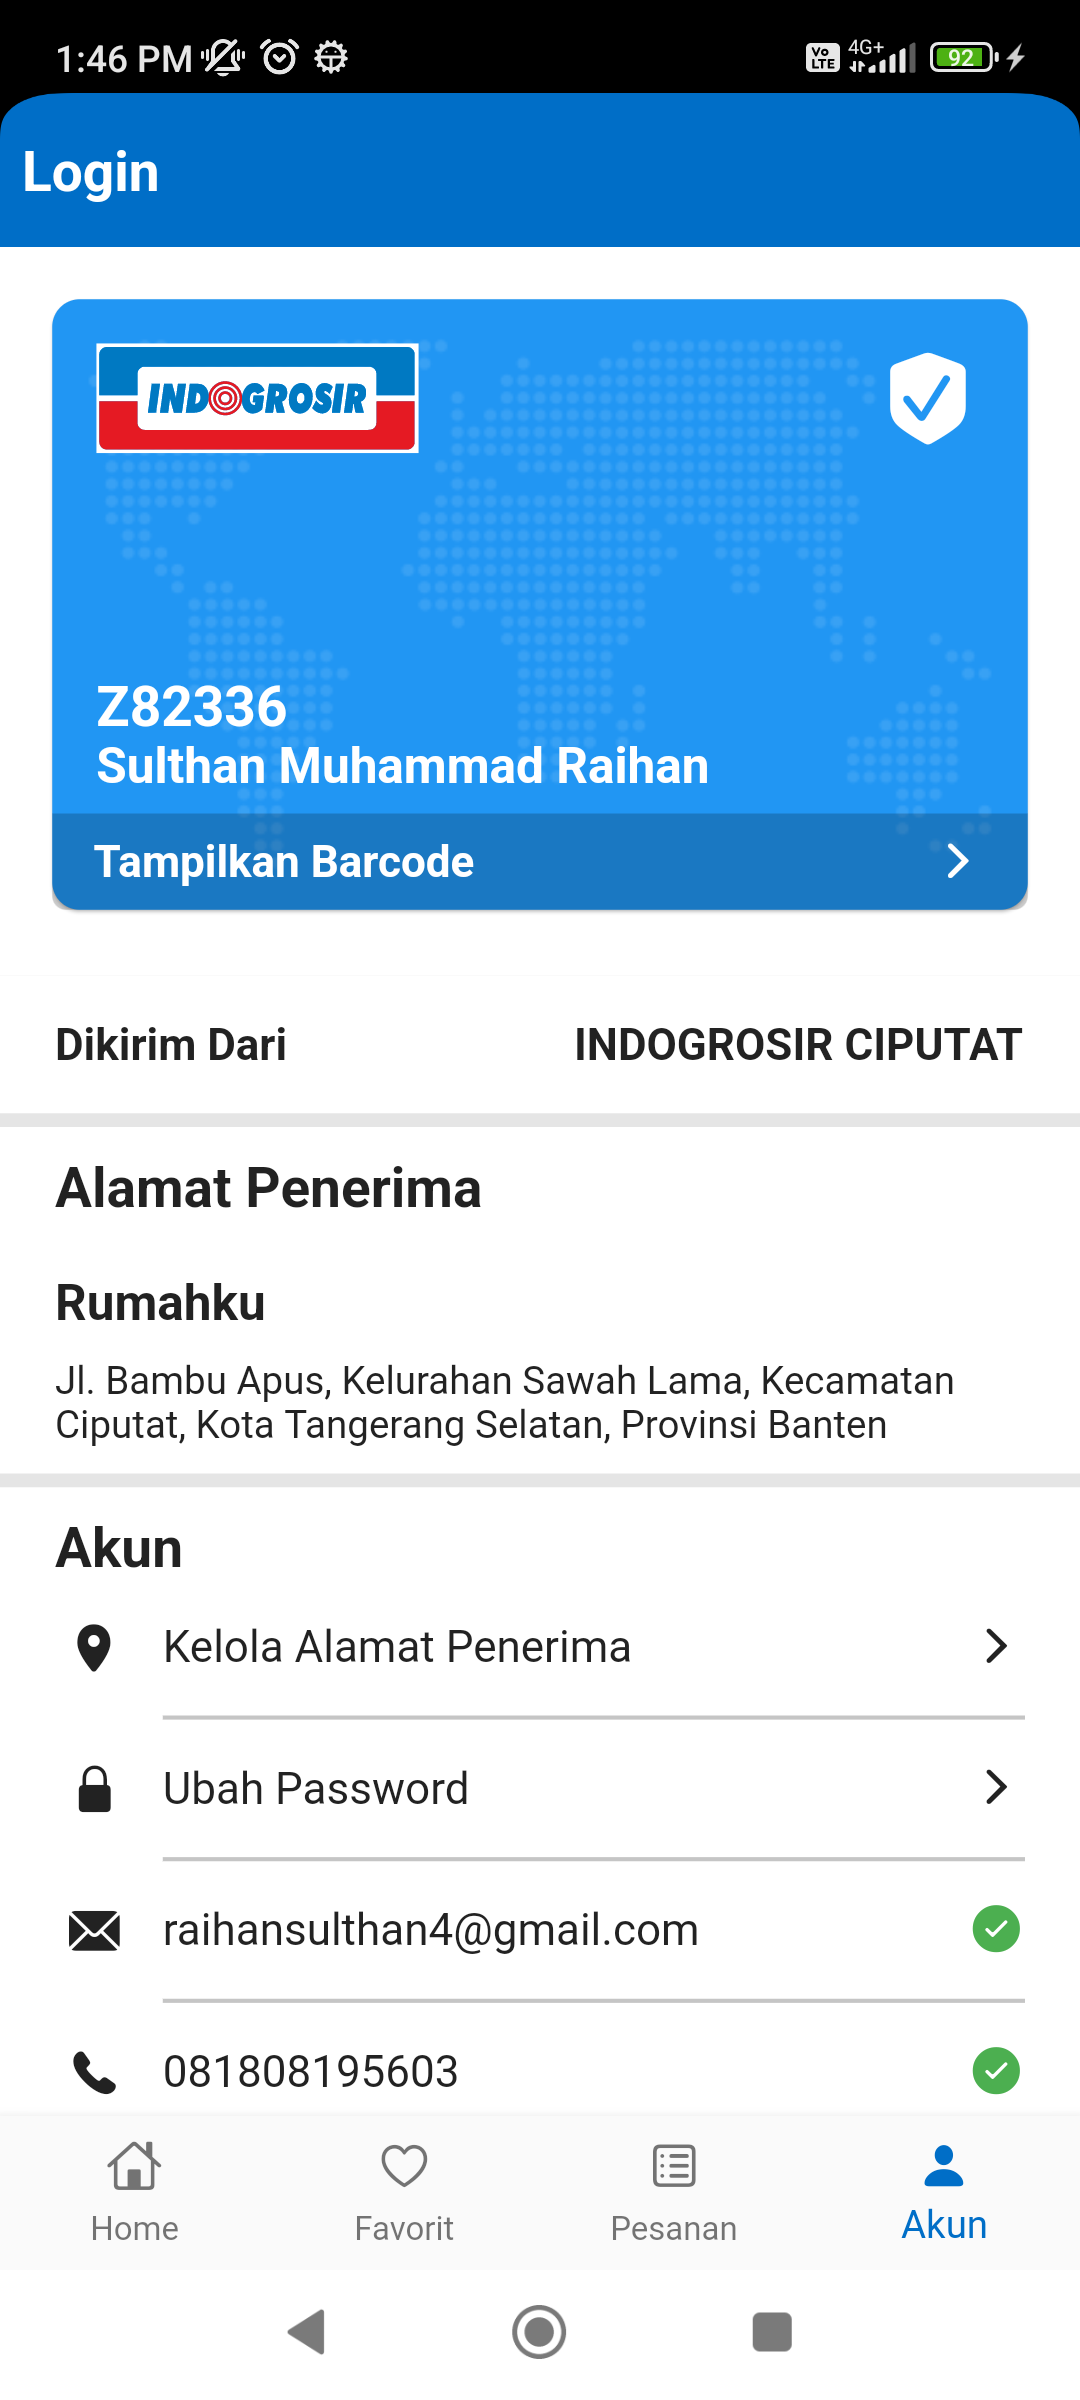 1:46 PM
Vo LTE
4G+
92
Login
INDOGROSIR
Z82336
Sulthan Muhammad Raihan
Tampilkan Barcode
Dikirim Dari
INDOGROSIR CIPUTAT
Alamat Penerima
Rumahku
Jl. Bambu Apus, Kelurahan Sawah Lama, Kecamatan
Ciputat, Kota Tangerang Selatan, Provinsi Banten
Akun
Kelola Alamat Penerima
Ubah Password
raihansulthan4@gmail.com
081808195603
Home
Favorit
Pesanan
Akun